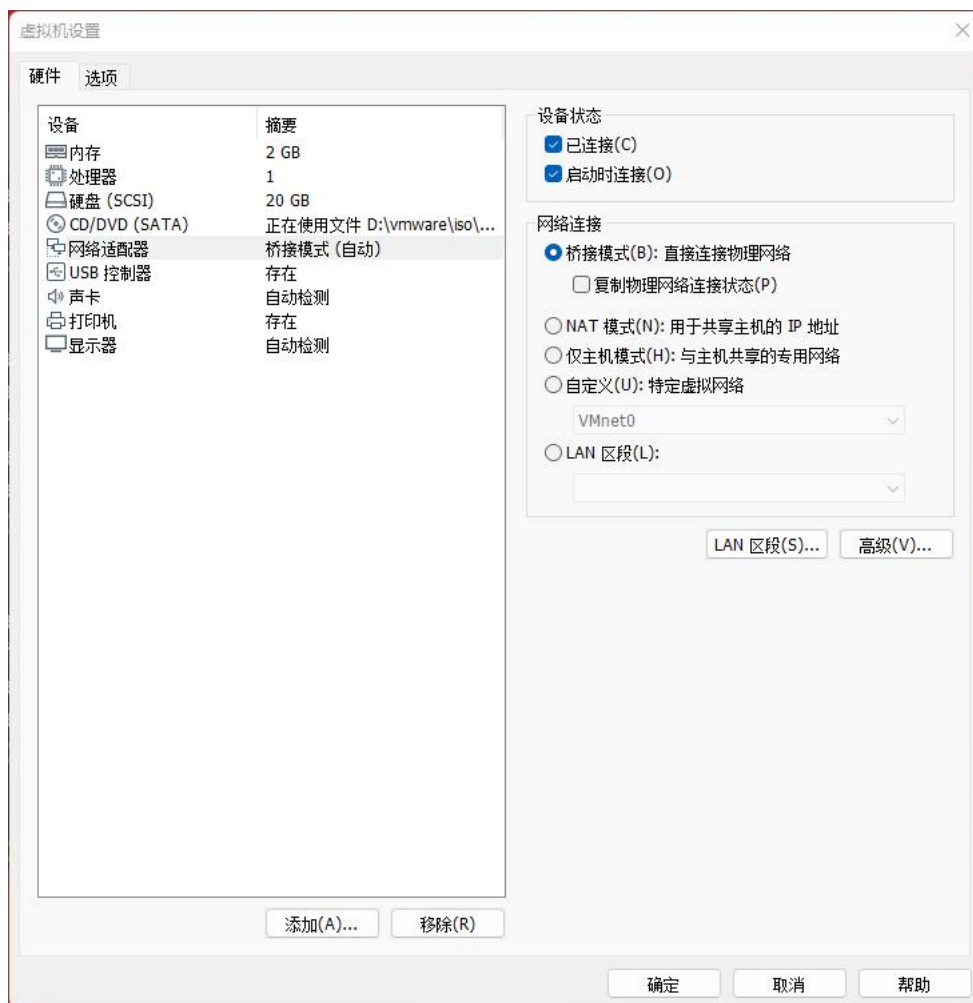 虚拟机设置
硬件 选项
设备 摘要
内存 2 GB
处理器 1
硬盘 (SCSI) 20 GB
CD/DVD (SATA) 正在使用文件 D:\vmware\iso\...
网络适配器 桥接模式 (自动)
USB 控制器 存在
声卡 自动检测
打印机 存在
显示器 自动检测
添加(A)... 移除(R)
设备状态
已连接(C)
启动时连接(O)
网络连接
桥接模式(B): 直接连接物理网络
复制物理网络连接状态(P)
NAT 模式(N): 用于共享主机的 IP 地址
仅主机模式(H): 与主机共享的专用网络
自定义(U): 特定虚拟网络
VMnet0
LAN 区段(L):
LAN 区段(S)... 高级(V)...
确定 取消 帮助